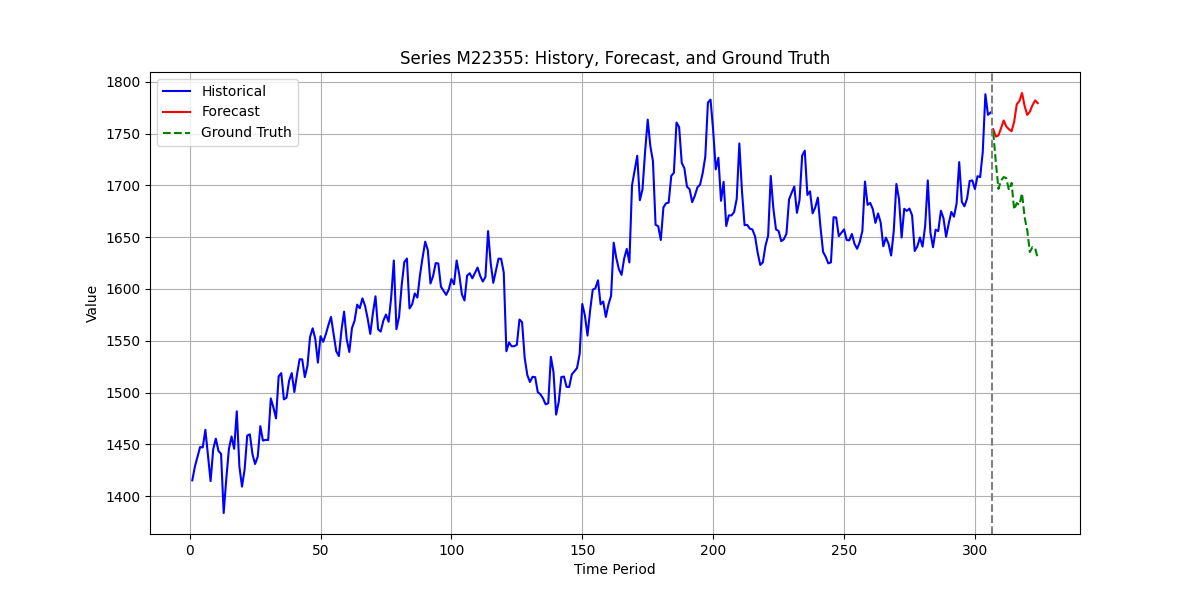 Series M22355: History, Forecast, and Ground Truth
Historical
Forecast
Ground Truth
1800
1750
1700
1650
1600
1550
1500
1450
1400
Value
0 50 100 150 200 250 300
Time Period